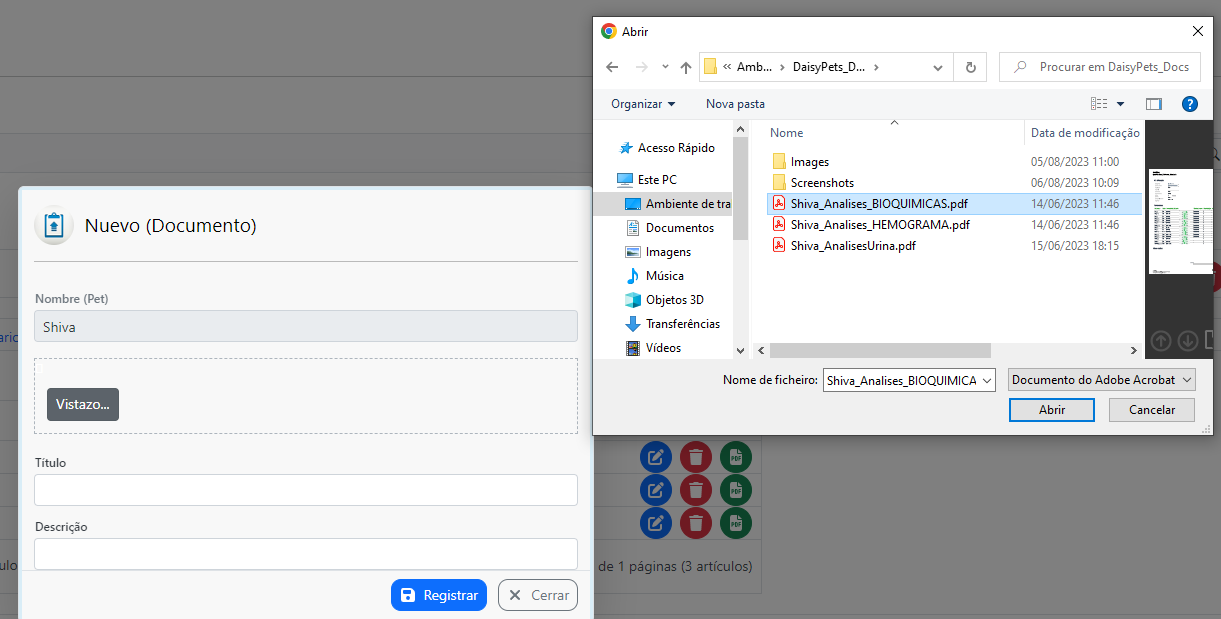 Abrir
« Amb... › DaisyPets_D... ›
Procurar em DaisyPets_Docs
Organizar
Nova pasta
?
Acesso Rápido
Este PC
Ambiente de tra
Documentos
Imagens
Música
Objetos 3D
Transferências
Vídeos
Nome
Data de modificação
Images
05/08/2023 11:00
Screenshots
06/08/2023 10:09
Shiva_Analises_BIOQUIMICAS.pdf
14/06/2023 11:46
Shiva_Analises_HEMOGRAMA.pdf
14/06/2023 11:46
Shiva_AnalisesUrina.pdf
15/06/2023 18:15
Nome de ficheiro:
Shiva_Analises_BIOQUIMICA
Documento do Adobe Acrobat
Abrir
Cancelar
Nuevo (Documento)
Nombre (Pet)
Shiva
Vistazo...
Título
Descrição
Registrar
Cerrar
PDF
PDF
PDF
de 1 páginas (3 artículos)